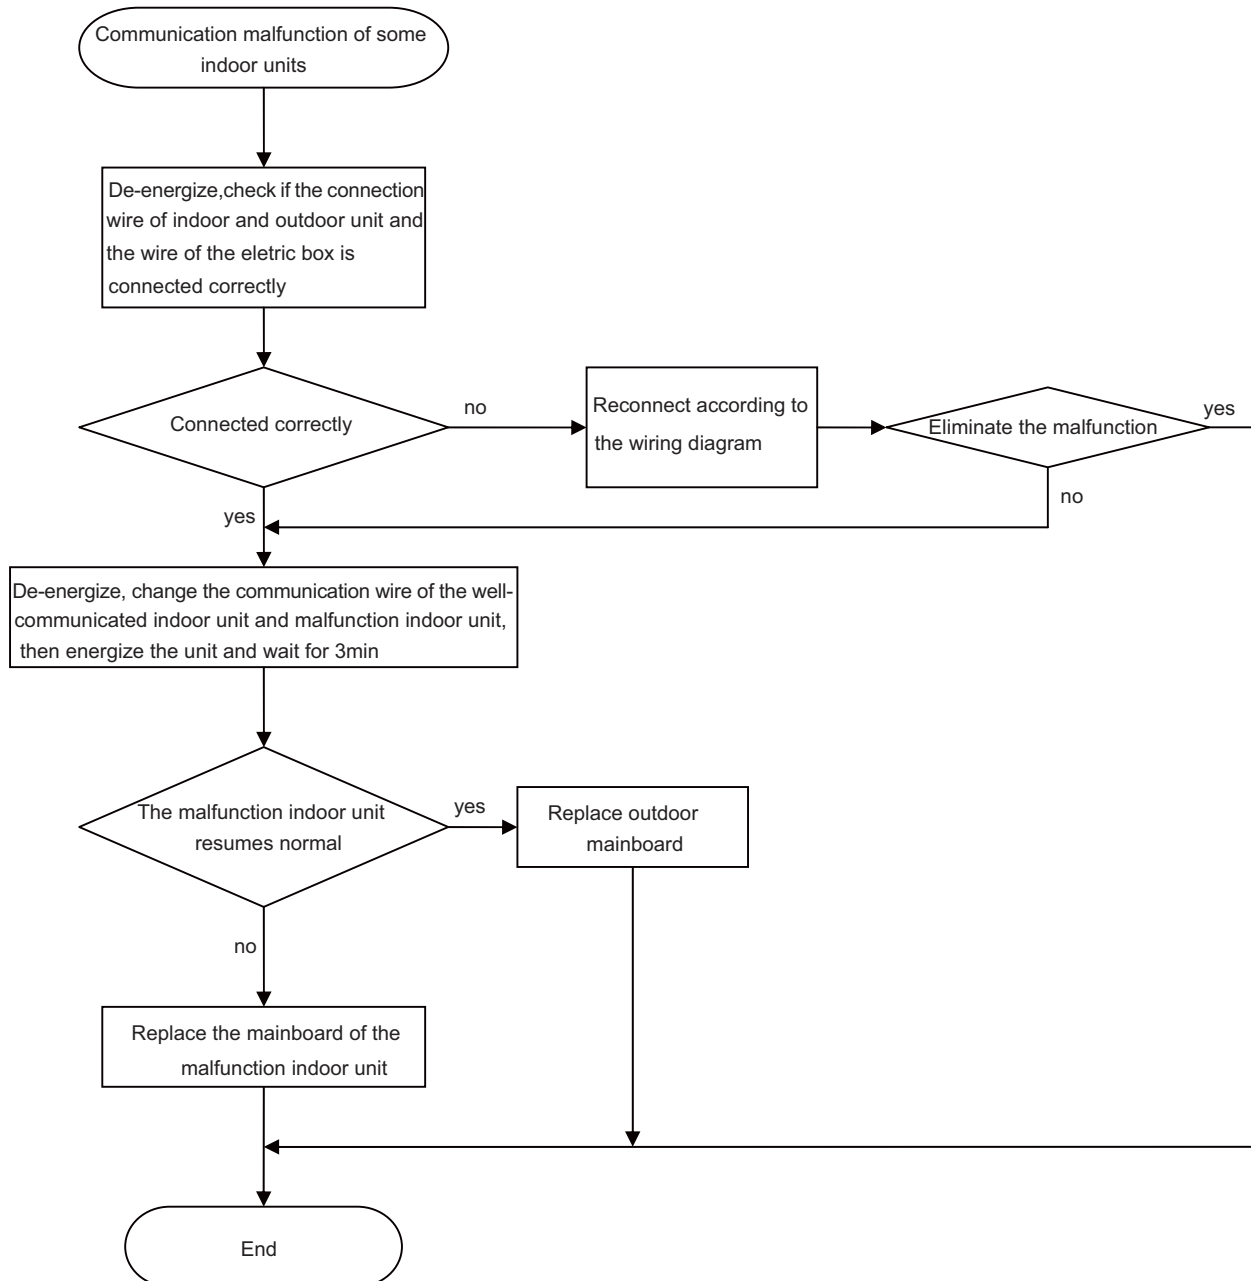 Communication malfunction of some
indoor units
De-energize,check if the connection
wire of indoor and outdoor unit and
the wire of the eletric box is
connected correctly
Connected correctly
no
Reconnect according to
the wiring diagram
Eliminate the malfunction
yes
no
yes
De-energize, change the communication wire of the well-
communicated indoor unit and malfunction indoor unit,
then energize the unit and wait for 3min
The malfunction indoor unit
resumes normal
yes
Replace outdoor
mainboard
no
Replace the mainboard of the
malfunction indoor unit
End